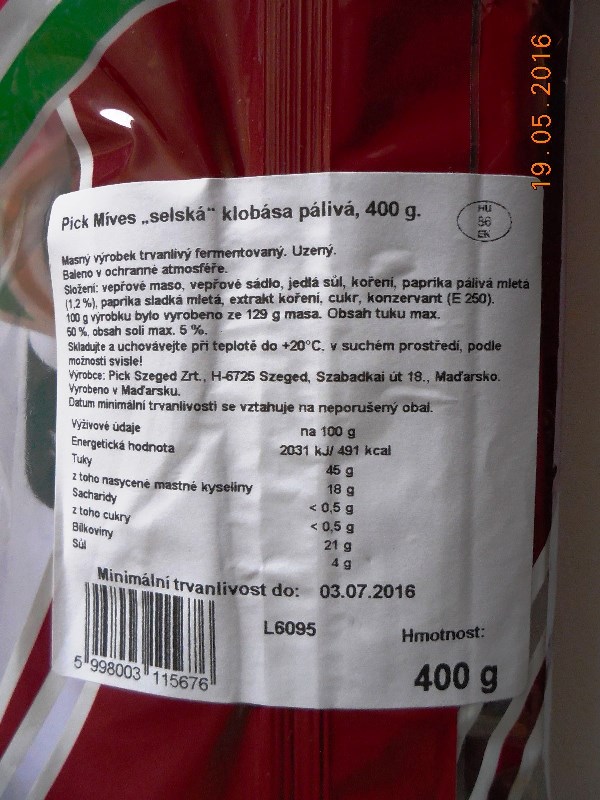 19.05.2016
Pick Míves „selská“ klobása pálivá, 400 g.
HU
86
EK
Masný výrobek trvanlivý fermentovaný. Uzený.
Baleno v ochranné atmosféře.
Složení: vepřové maso, vepřové sádlo, jedlá sůl, koření, paprika pálivá mletá
(1,2 %), paprika sladká mletá, extrakt koření, cukr, konzervant (E 250).
100 g výrobku bylo vyrobeno ze 129 g masa. Obsah tuku max.
50 %, obsah soli max. 5 %.
Skladujte a uchovávejte při teplotě do +20°C, v suchém prostředí, podle
možnosti svisle!
Výrobce: Pick Szeged Zrt., H-6725 Szeged, Szabadkai út 18., Maďarsko.
Vyrobeno v Maďarsku.
Datum minimální trvanlivosti se vztahuje na neporušený obal.
Výživové údaje na 100 g
Energetická hodnota 2031 kJ/ 491 kcal
Tuky 45 g
z toho nasycené mastné kyseliny 18 g
Sacharidy < 0,5 g
z toho cukry < 0,5 g
Bílkoviny 21 g
Sůl 4 g
Minimální trvanlivost do: 03.07.2016
L6095
Hmotnost:
400 g
5 998003 115676